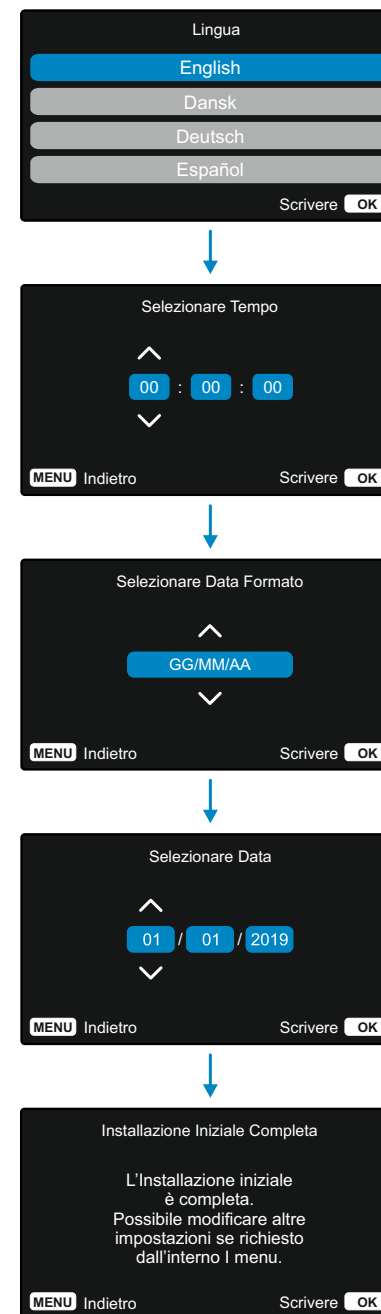 Lingua
English
Dansk
Deutsch
Español
Scrivere OK
Selezionare Tempo
00 : 00 : 00
MENU Indietro Scrivere OK
Selezionare Data Formato
GG/MM/AA
MENU Indietro Scrivere OK
Selezionare Data
01 / 01 / 2019
MENU Indietro Scrivere OK
Installazione Iniziale Completa
L'Installazione iniziale
è completa.
Possibile modificare altre
impostazioni se richiesto
dall'interno I menu.
MENU Indietro Scrivere OK